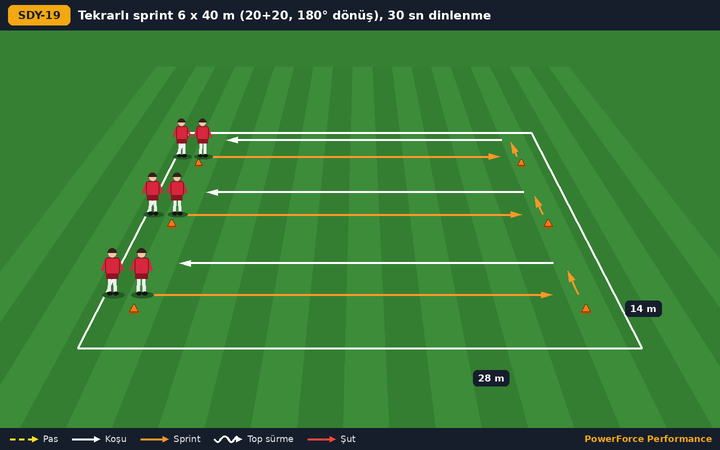 SDY-19 Tekrarlı sprint 6 x 40 m (20+20, 180° dönüş), 30 sn dinlenme
14 m
28 m
Pas Koşu Sprint Top sürme Şut PowerForce Performance